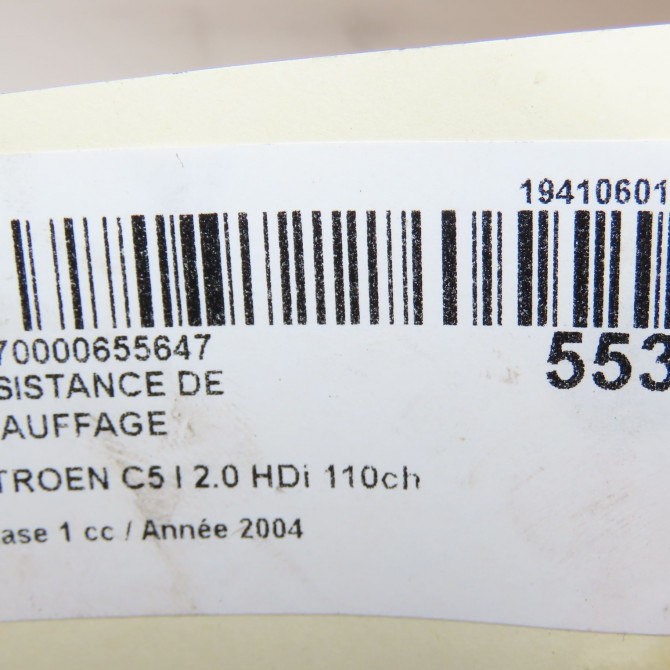 19410601
70000655647
553
SISTANCE DE
AUFFAGE
TROEN C5 I 2.0 HDi 110ch
ase 1 cc / Année 2004